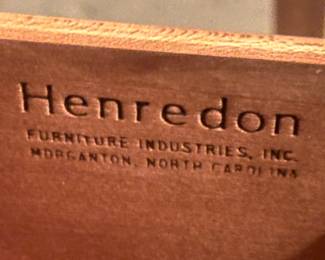 Henredon
FURNITURE INDUSTRIES, INC.
MORGANTON, NORTH CAROLINA